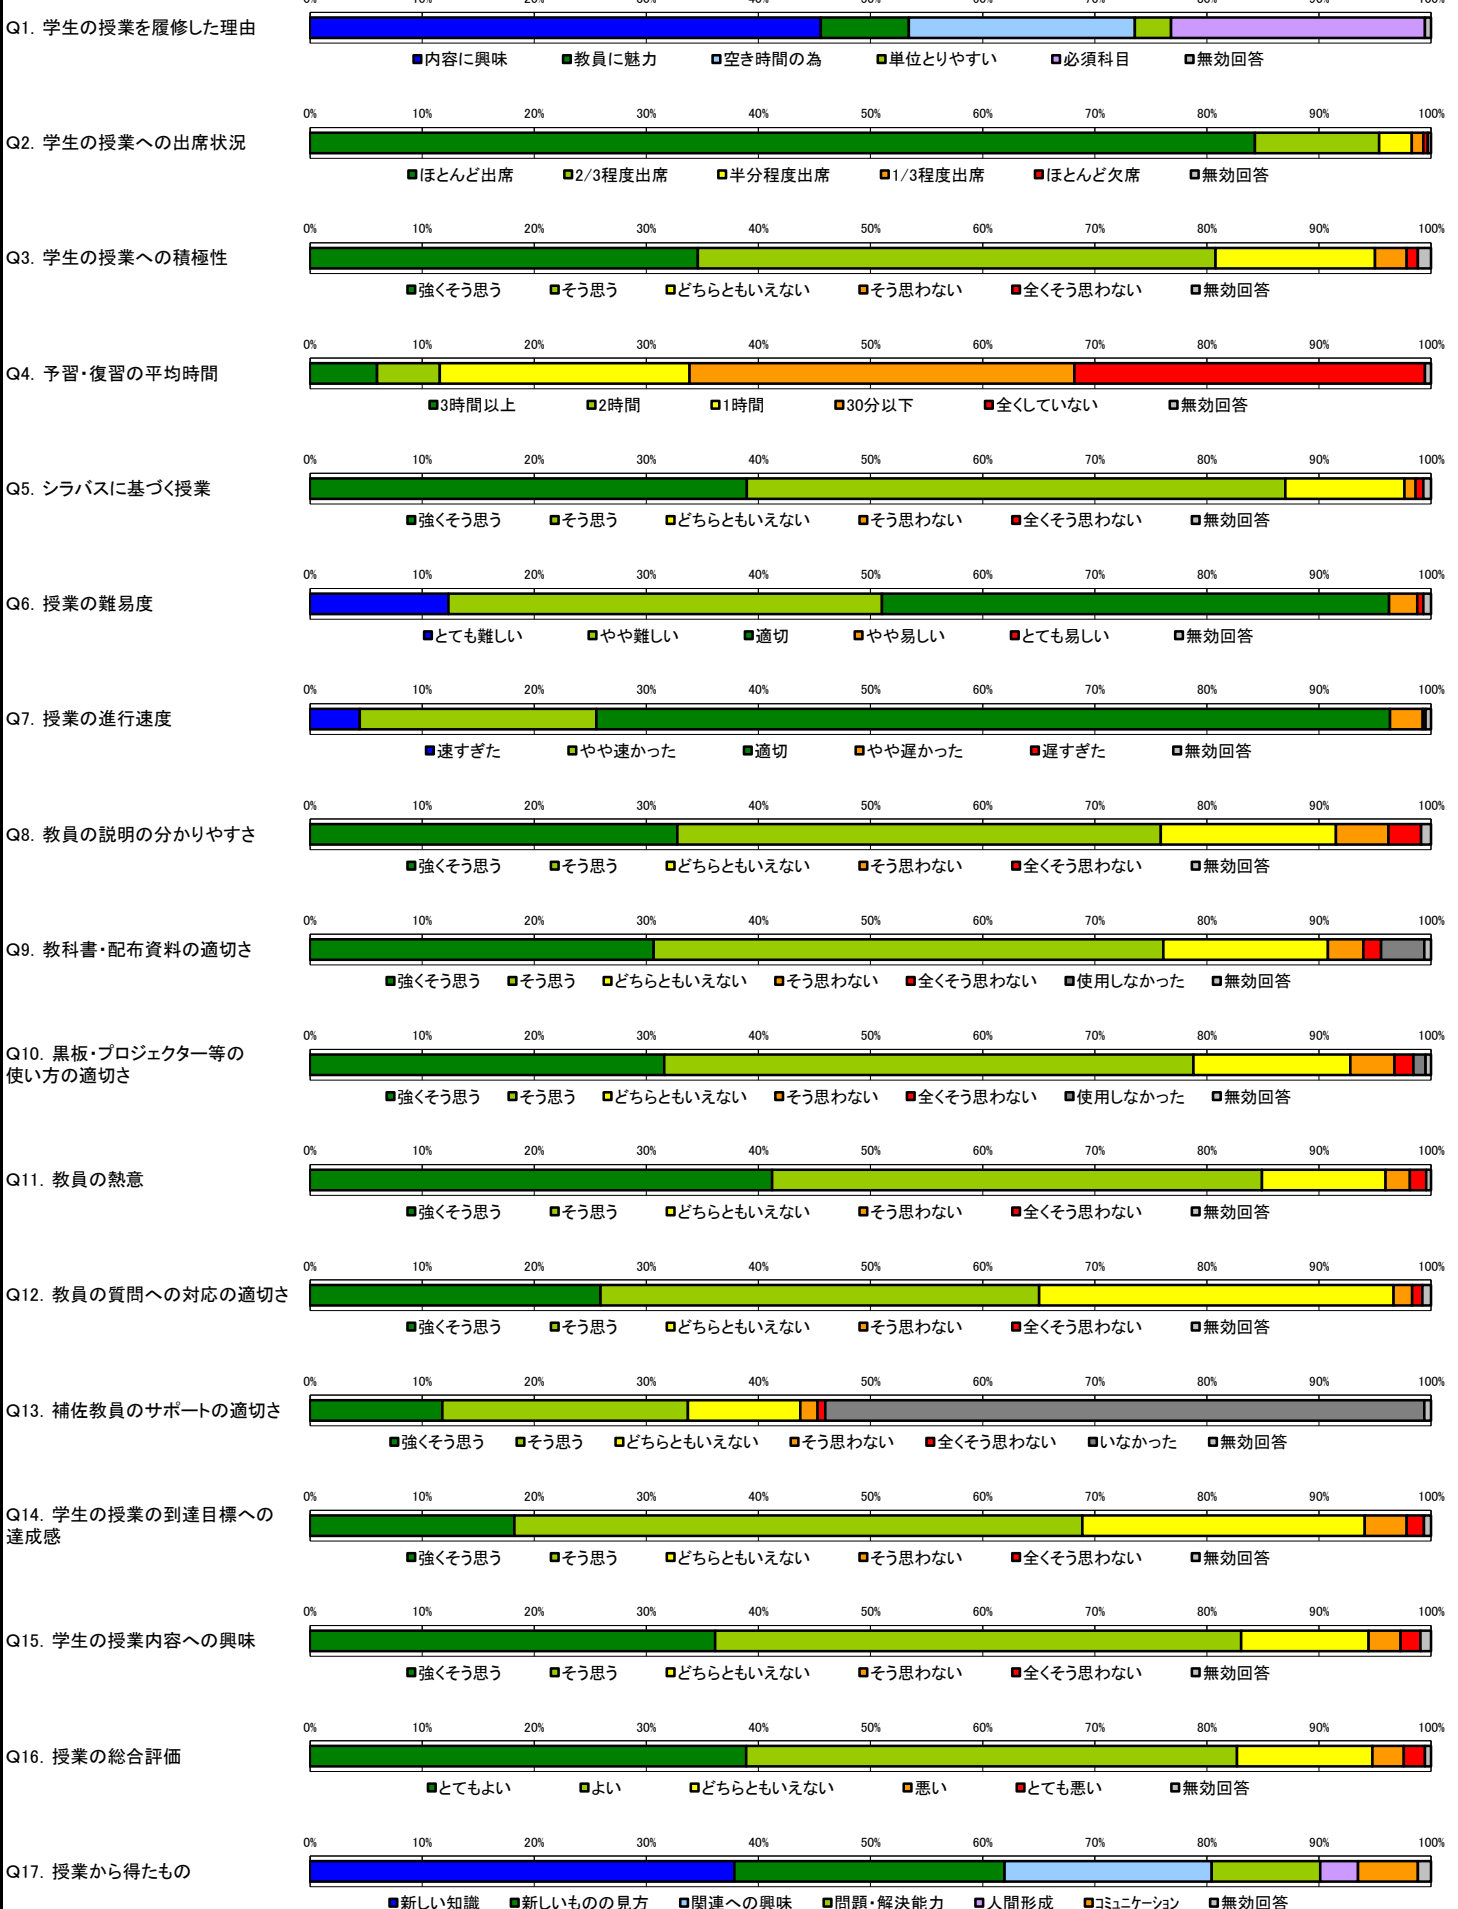 Q1. 学生の授業を履修した理由
■内容に興味 ■教員に魅力 □空き時間の為 □単位とりやすい □必須科目 □無効回答
0% 10% 20% 30% 40% 50% 60% 70% 80% 90% 100%
Q2. 学生の授業への出席状況
■ほとんど出席 □2/3程度出席 □半分程度出席 □1/3程度出席 ■ほとんど欠席 □無効回答
0% 10% 20% 30% 40% 50% 60% 70% 80% 90% 100%
Q3. 学生の授業への積極性
■強くそう思う □そう思う □どちらともいえない □そう思わない ■全くそう思わない □無効回答
0% 10% 20% 30% 40% 50% 60% 70% 80% 90% 100%
Q4. 予習・復習の平均時間
■3時間以上 □2時間 □1時間 □30分以下 ■全くしていない □無効回答
0% 10% 20% 30% 40% 50% 60% 70% 80% 90% 100%
Q5. シラバスに基づく授業
■強くそう思う □そう思う □どちらともいえない □そう思わない ■全くそう思わない □無効回答
0% 10% 20% 30% 40% 50% 60% 70% 80% 90% 100%
Q6. 授業の難易度
■とても難しい □やや難しい ■適切 □やや易しい ■とても易しい □無効回答
0% 10% 20% 30% 40% 50% 60% 70% 80% 90% 100%
Q7. 授業の進行速度
■速すぎた □やや速かった ■適切 □やや遅かった ■遅すぎた □無効回答
0% 10% 20% 30% 40% 50% 60% 70% 80% 90% 100%
Q8. 教員の説明の分かりやすさ
■強くそう思う □そう思う □どちらともいえない □そう思わない ■全くそう思わない □無効回答
0% 10% 20% 30% 40% 50% 60% 70% 80% 90% 100%
Q9. 教科書・配布資料の適切さ
■強くそう思う □そう思う □どちらともいえない □そう思わない ■全くそう思わない ■使用しなかった □無効回答
0% 10% 20% 30% 40% 50% 60% 70% 80% 90% 100%
Q10. 黒板・プロジェクター等の
使い方の適切さ
■強くそう思う □そう思う □どちらともいえない □そう思わない ■全くそう思わない ■使用しなかった □無効回答
0% 10% 20% 30% 40% 50% 60% 70% 80% 90% 100%
Q11. 教員の熱意
■強くそう思う □そう思う □どちらともいえない □そう思わない ■全くそう思わない □無効回答
0% 10% 20% 30% 40% 50% 60% 70% 80% 90% 100%
Q12. 教員の質問への対応の適切さ
■強くそう思う □そう思う □どちらともいえない □そう思わない ■全くそう思わない □無効回答
0% 10% 20% 30% 40% 50% 60% 70% 80% 90% 100%
Q13. 補佐教員のサポートの適切さ
■強くそう思う □そう思う □どちらともいえない □そう思わない ■全くそう思わない ■いなかった □無効回答
0% 10% 20% 30% 40% 50% 60% 70% 80% 90% 100%
Q14. 学生の授業の到達目標への
達成感
■強くそう思う □そう思う □どちらともいえない □そう思わない ■全くそう思わない □無効回答
0% 10% 20% 30% 40% 50% 60% 70% 80% 90% 100%
Q15. 学生の授業内容への興味
■強くそう思う □そう思う □どちらともいえない □そう思わない ■全くそう思わない □無効回答
0% 10% 20% 30% 40% 50% 60% 70% 80% 90% 100%
Q16. 授業の総合評価
■とてもよい □よい □どちらともいえない □悪い ■とても悪い □無効回答
0% 10% 20% 30% 40% 50% 60% 70% 80% 90% 100%
Q17. 授業から得たもの
■新しい知識 ■新しいものの見方 □関連への興味 □問題・解決能力 □人間形成 □コミュニケーション □無効回答